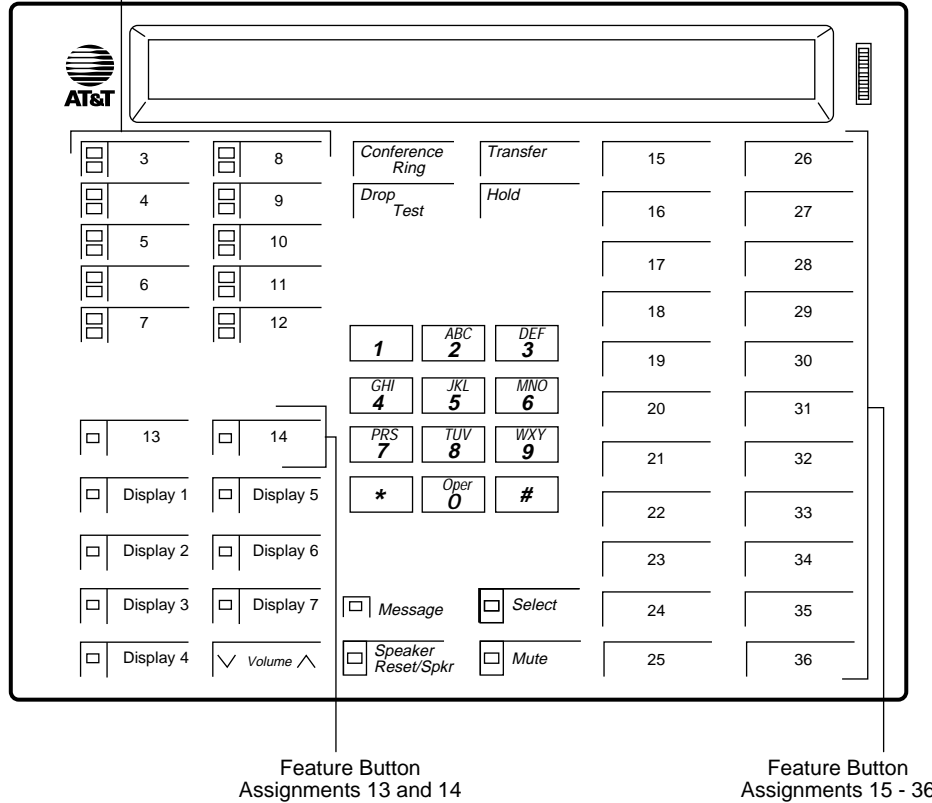 AT&T
3 8 Conference Ring Transfer 15 26
4 9 Drop Test Hold 16 27
5 10 17 28
6 11 18 29
7 12 19 30
1 ABC 2 DEF 3
GHI 4 JKL 5 MNO 6 20 31
13 14 PRS 7 TUV 8 WXY 9 21 32
Display 1 Display 5 * Oper 0 # 22 33
Display 2 Display 6 23 34
Display 3 Display 7 Message Select 24 35
Display 4 Volume Speaker Reset/Spkr Mute 25 36
Feature Button
Assignments 13 and 14
Feature Button
Assignments 15 - 36